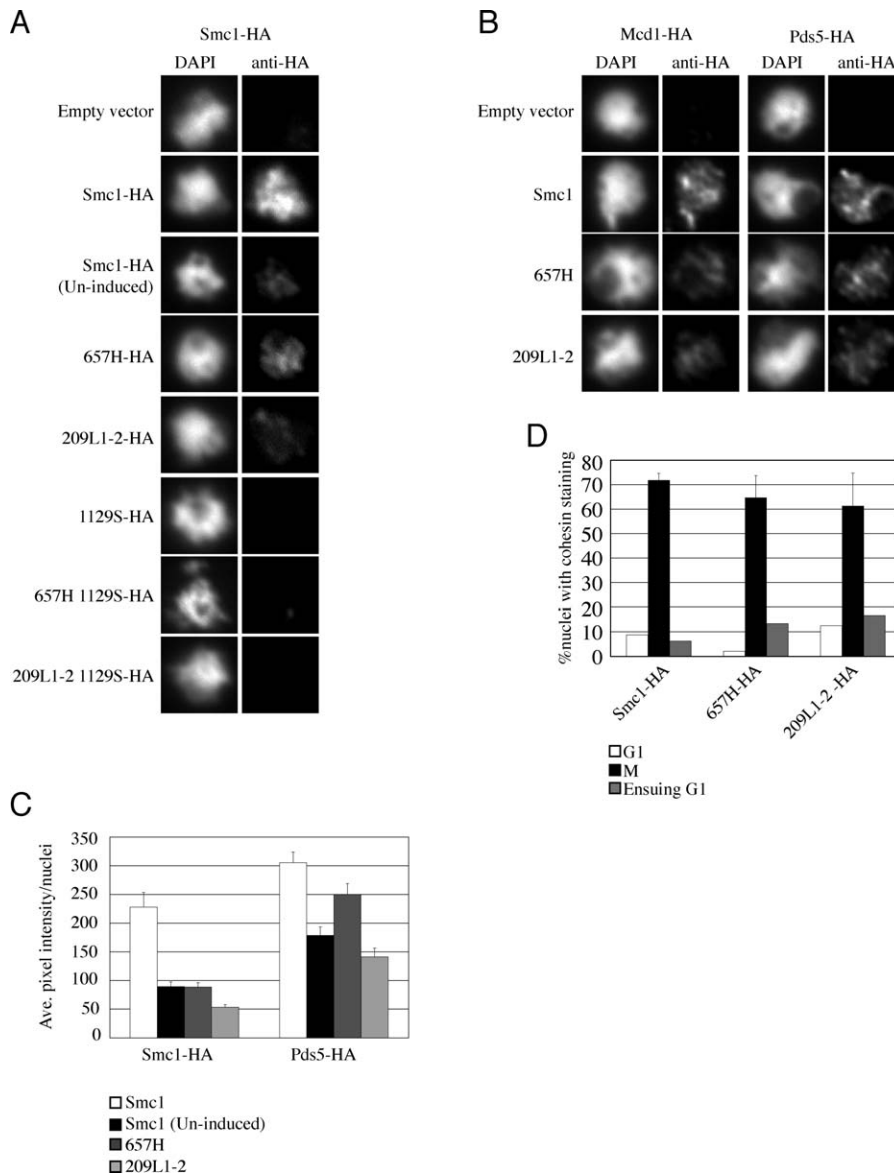 A
Smc1-HA
DAPI anti-HA
Empty vector
Smc1-HA
Smc1-HA
(Un-induced)
657H-HA
209L1-2-HA
1129S-HA
657H 1129S-HA
209L1-2 1129S-HA
B
Mcd1-HA Pds5-HA
DAPI anti-HA DAPI anti-HA
Empty vector
Smc1
657H
209L1-2
D
%nuclei with cohesin staining
80
70
60
50
40
30
20
10
0
Smc1-HA
657H-HA
209L1-2 -HA
G1
M
Ensuing G1
C
Ave. pixel intensity/nuclei
350
300
250
200
150
100
50
0
Smc1-HA Pds5-HA
Smc1
Smc1 (Un-induced)
657H
209L1-2